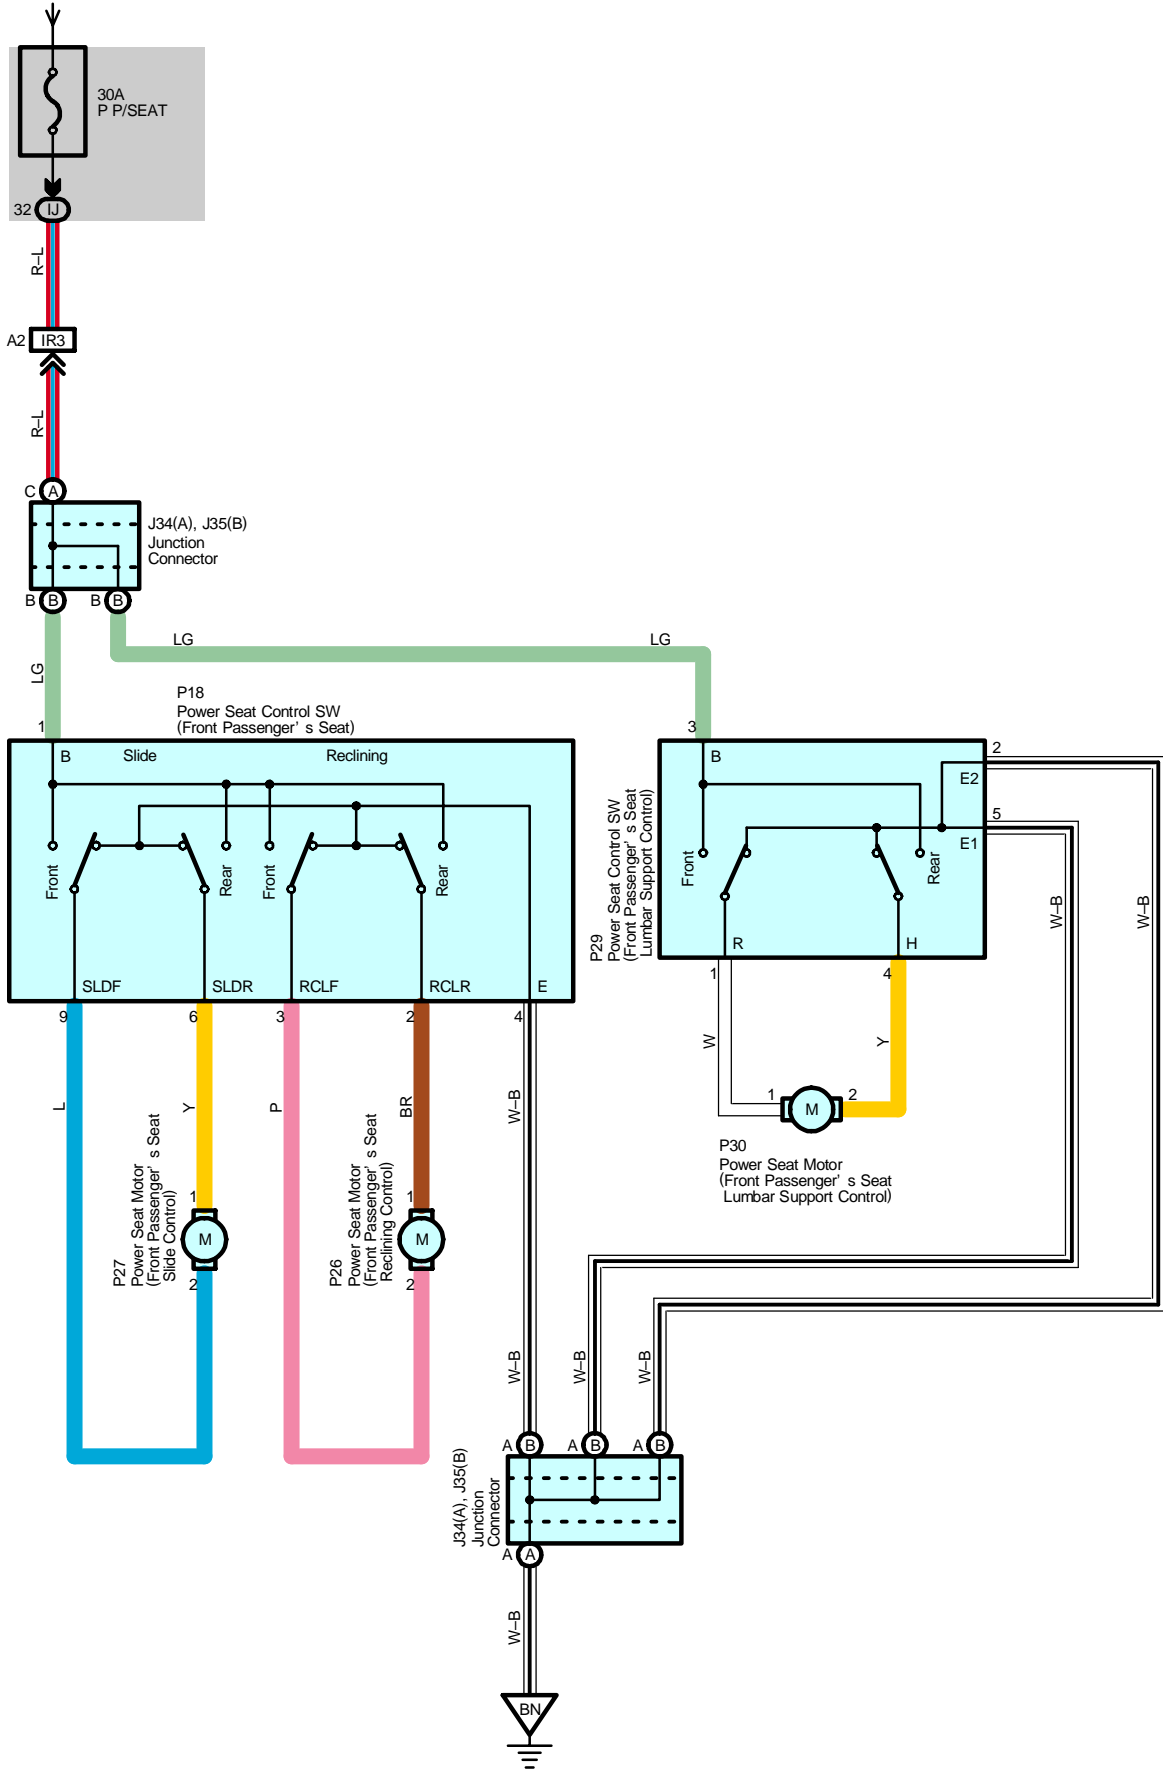 30A
P P/SEAT
32 IJ
R–L
A2 IR3
R–L
C A
J34(A), J35(B)
Junction
Connector
B B
B B
LG
LG
LG
P18
Power Seat Control SW
(Front Passenger' s Seat)
1
B
Slide
Reclining
Front
Rear
Front
Rear
SLDF
SLDR
RCLF
RCLR
E
9
6
3
2
4
3
B
2
E2
5
E1
Front
Rear
R
H
1
4
P29
Power Seat Control SW
(Front Passenger' s Seat
Lumbar Support Control)
W–B
W–B
W
Y
1
M
2
P30
Power Seat Motor
(Front Passenger' s Seat
Lumbar Support Control)
L
Y
P
BR
W–B
P27
Power Seat Motor
(Front Passenger' s Seat
Slide Control)
1
M
2
P26
Power Seat Motor
(Front Passenger' s Seat
Reclining Control)
1
M
2
W–B
W–B
W–B
A B
A B
A B
J34(A), J35(B)
Junction
Connector
A A
W–B
BN